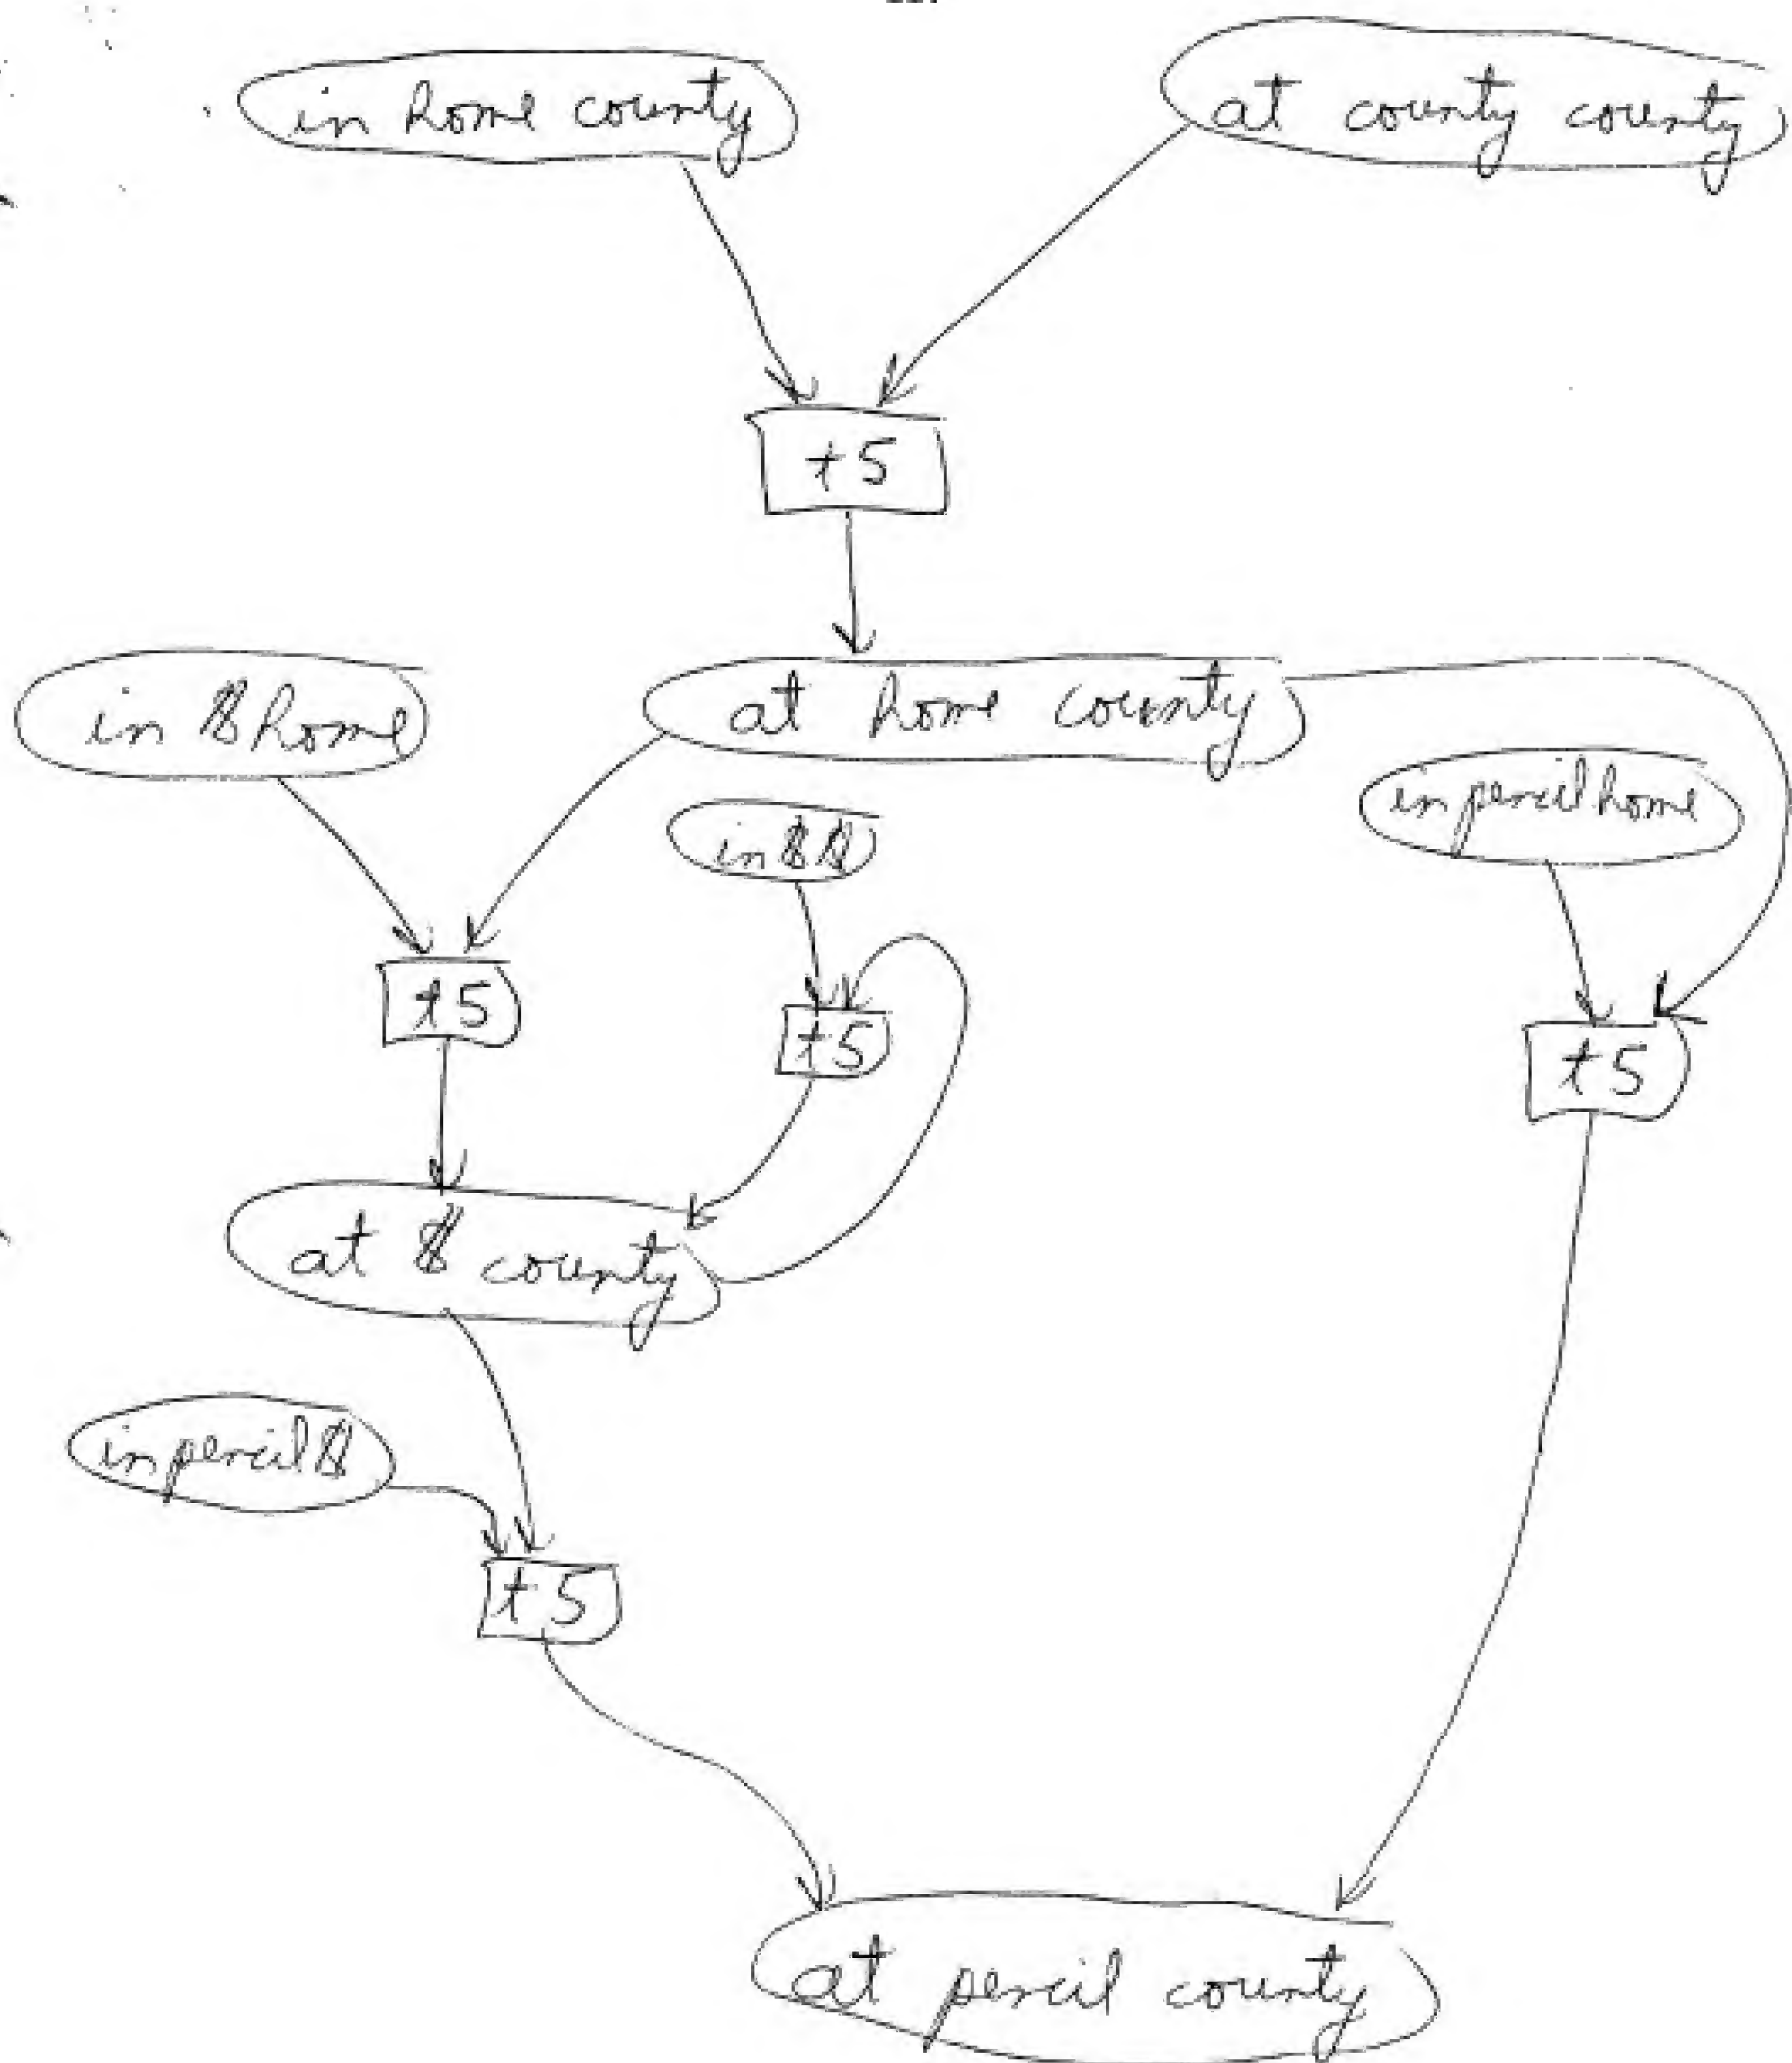 in home county
at county county
t5
in $ home
at home county
in pencil home
in $ $
t5
t5
t5
at $ county
in pencil $
t5
at pencil county